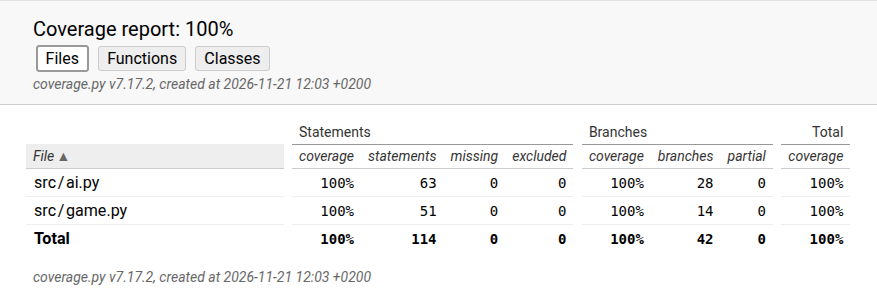 Coverage report: 100%
Files Functions Classes
coverage.py v7.17.2, created at 2026-11-21 12:03 +0200
Statements Branches Total
File ▲ coverage statements missing excluded coverage branches partial coverage
src/ai.py 100% 63 0 0 100% 28 0 100%
src/game.py 100% 51 0 0 100% 14 0 100%
Total 100% 114 0 0 100% 42 0 100%
coverage.py v7.17.2, created at 2026-11-21 12:03 +0200